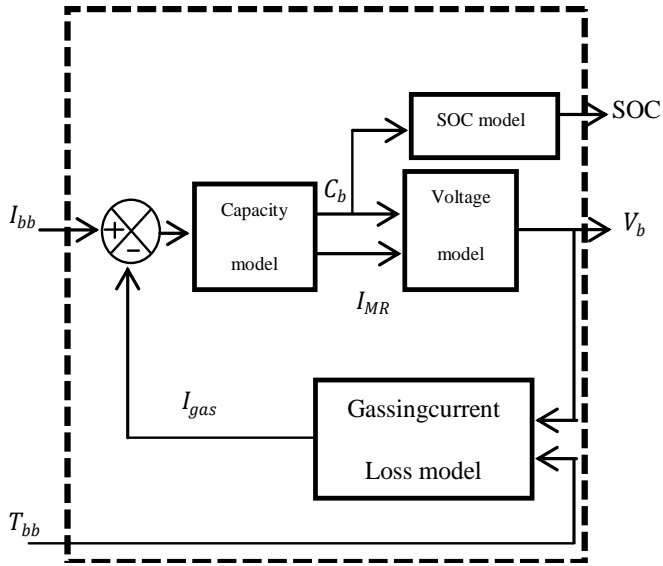 SOC model
SOC
C_b
Capacity
model
Voltage
model
I_bb
+
−
V_b
I_MR
I_gas
Gassingcurrent
Loss model
T_bb